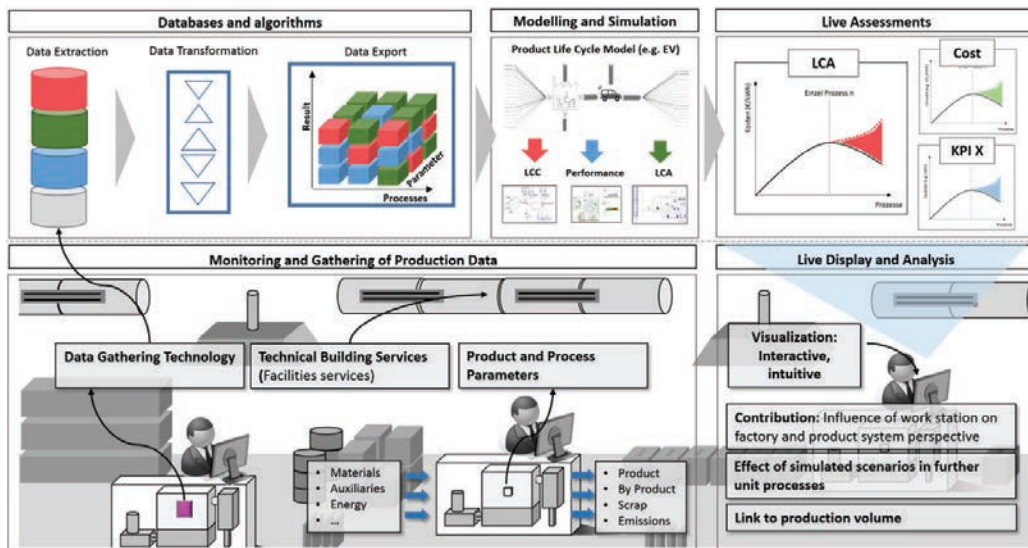 Databases and algorithms
Data Extraction
Data Transformation
Data Export
Result
Parameter
Processes
Modelling and Simulation
Product Life Cycle Model (e.g. EV)
LCC
Performance
LCA
Live Assessments
LCA
Einzel Prozess n
Kosten (€/kWh)
Prozesse
Cost
Prozesse
KPI X
Prozesse
Monitoring and Gathering of Production Data
Data Gathering Technology
Technical Building Services
(Facilities services)
Product and Process
Parameters
• Materials
• Auxiliaries
• Energy
• ...
• Product
• By Product
• Scrap
• Emissions
Live Display and Analysis
Visualization:
Interactive,
intuitive
Contribution: Influence of work station on
factory and product system perspective
Effect of simulated scenarios in further
unit processes
Link to production volume